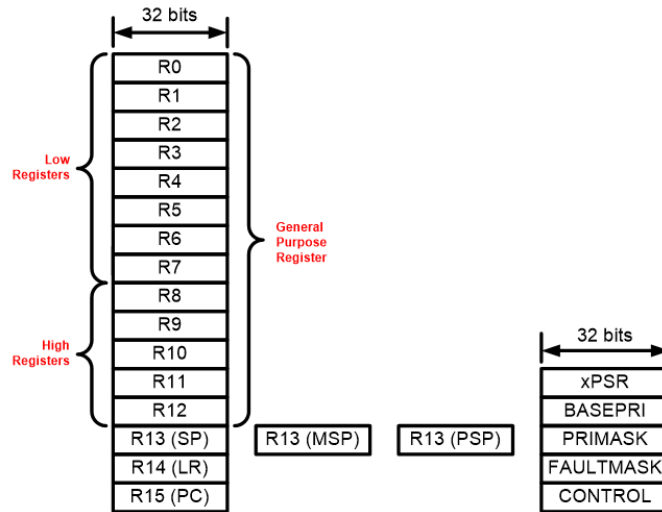 32 bits
R0
R1
R2
R3
R4
R5
R6
R7
R8
R9
R10
R11
R12
R13 (SP)
R14 (LR)
R15 (PC)
Low
Registers
High
Registers
General
Purpose
Register
R13 (MSP)
R13 (PSP)
32 bits
xPSR
BASEPRI
PRIMASK
FAULTMASK
CONTROL